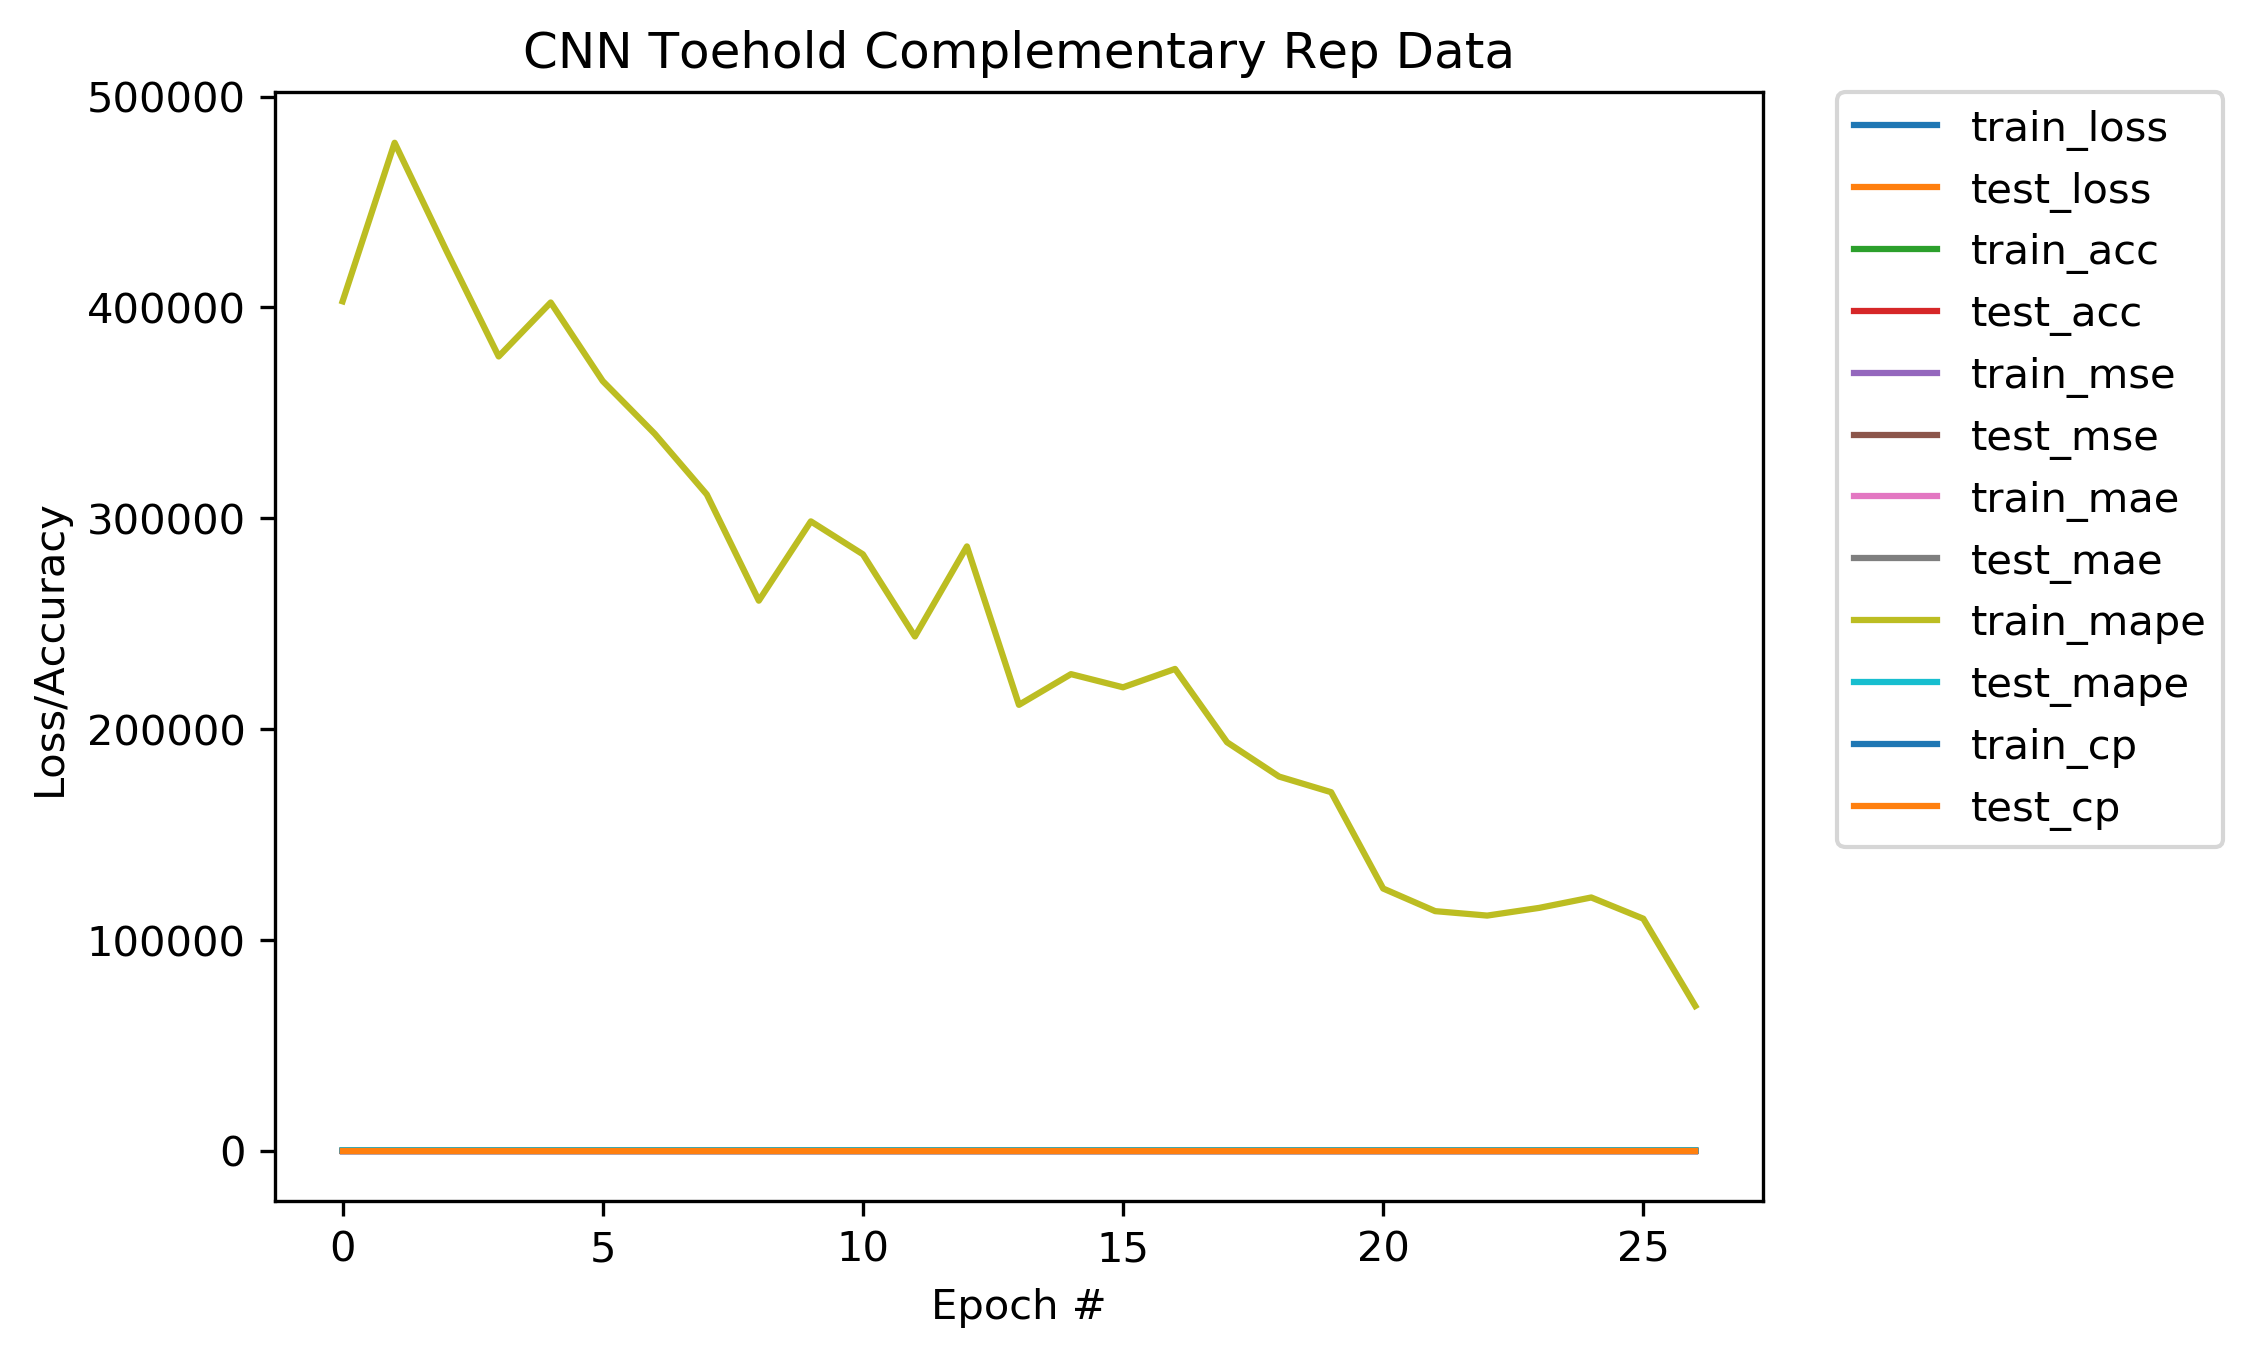 CNN Toehold Complementary Rep Data
500000
400000
300000
200000
100000
0
Loss/Accuracy
0 5 10 15 20 25
Epoch #
train_loss
test_loss
train_acc
test_acc
train_mse
test_mse
train_mae
test_mae
train_mape
test_mape
train_cp
test_cp